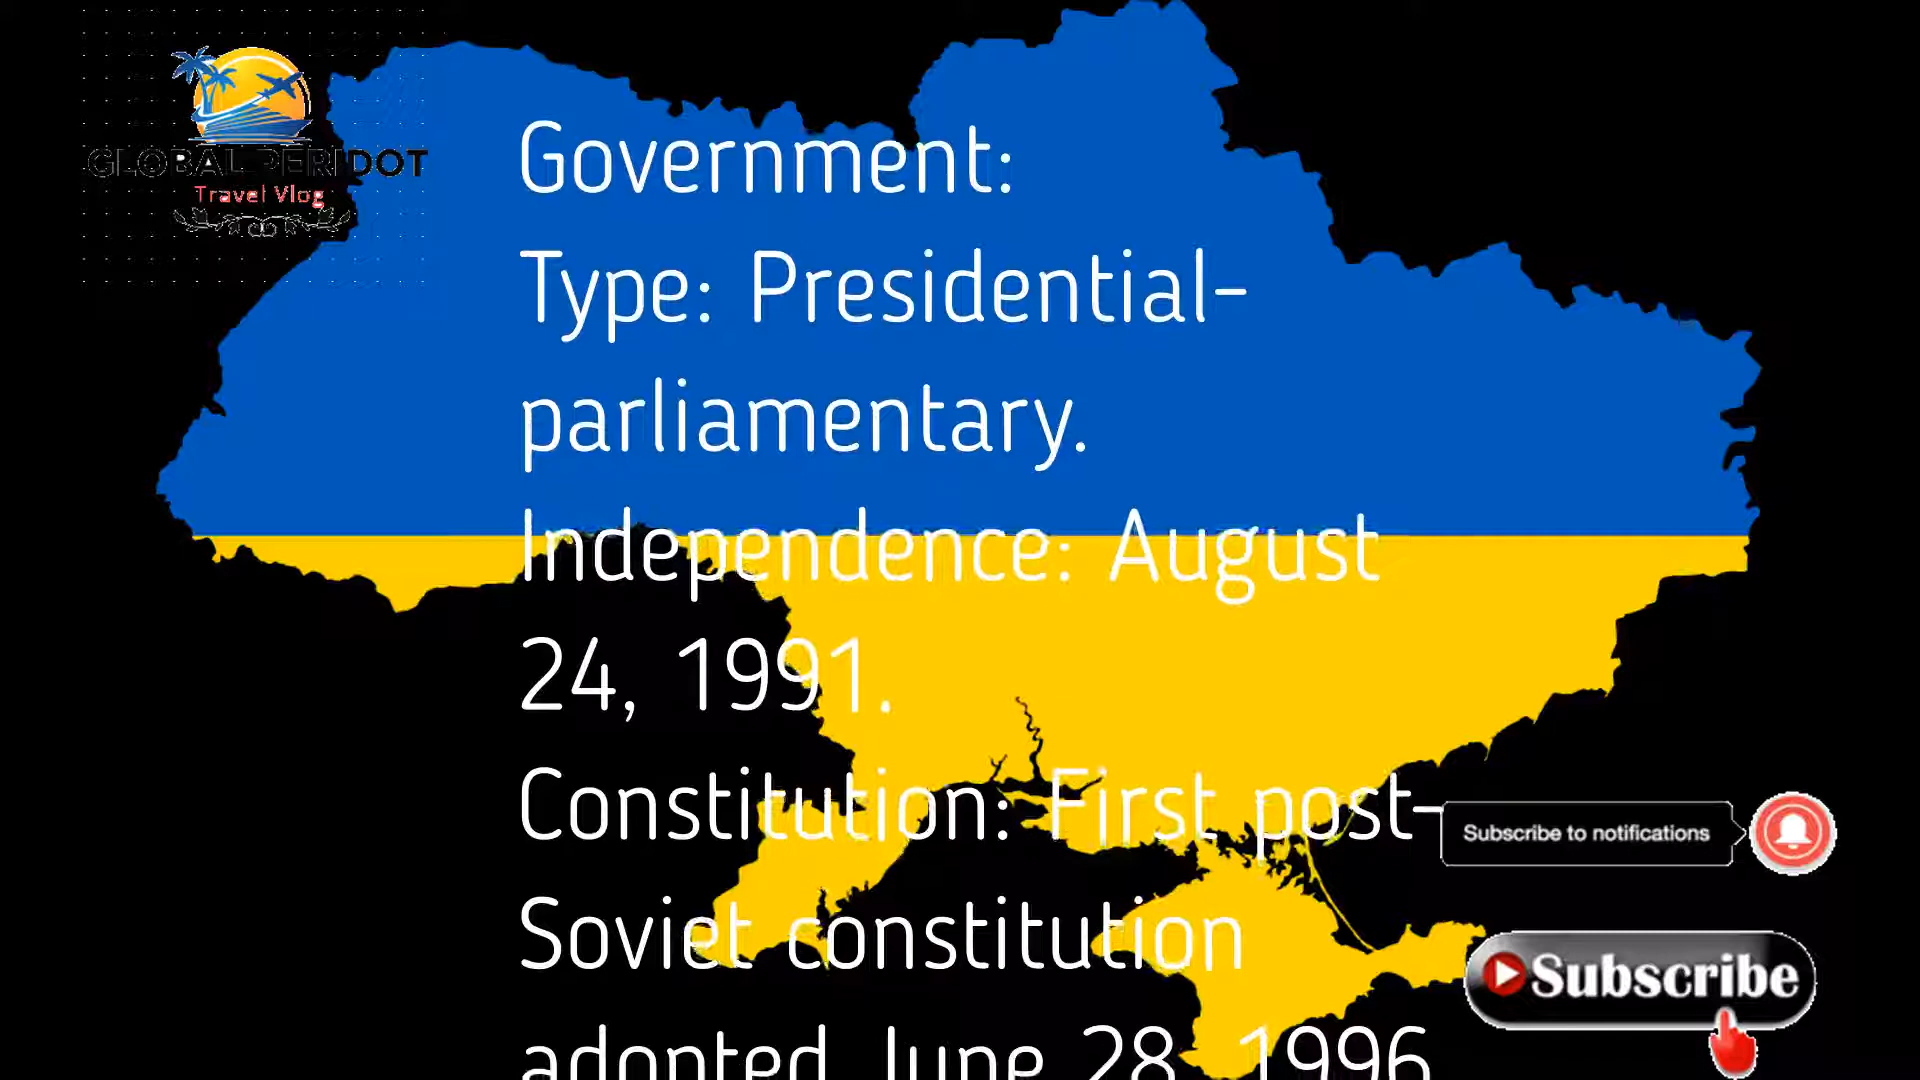 GLOBAL PERIDOT
Travel Vlog
Government:
Type: Presidential-
parliamentary.
Independence: August
24, 1991.
Constitution: First post-
Soviet constitution
adopted June 28, 1996
Subscribe to notifications
Subscribe